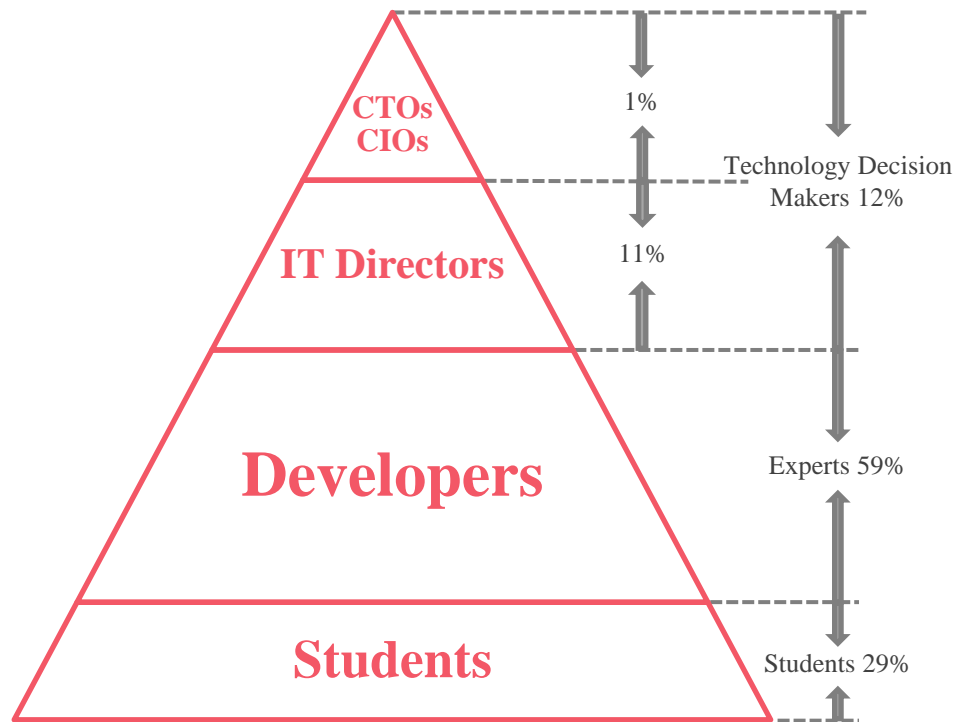 CTOs
CIOs
1%
Technology Decision
Makers 12%
IT Directors
11%
Developers
Experts 59%
Students
Students 29%